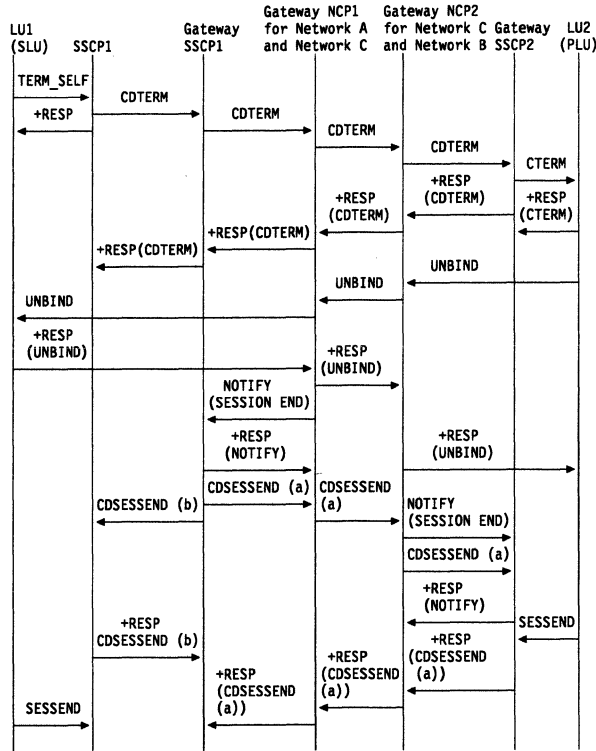 Gateway NCP1 Gateway NCP2
LU1 Gateway for Network A for Network C Gateway LU2
(SLU) SSCP1 SSCP1 and Network C and Network B SSCP2 (PLU)
TERM_SELF
CDTERM
+RESP
CDTERM
CDTERM
CDTERM
CTERM
+RESP
(CDTERM)
+RESP
(CTERM)
+RESP
(CDTERM)
+RESP(CDTERM)
+RESP(CDTERM)
UNBIND
UNBIND
UNBIND
+RESP
(UNBIND)
+RESP
(UNBIND)
NOTIFY
(SESSION END)
+RESP
(NOTIFY)
+RESP
(UNBIND)
CDSESSEND (a)
CDSESSEND (b)
CDSESSEND
(a)
NOTIFY
(SESSION END)
CDSESSEND (a)
+RESP
(NOTIFY)
SESSEND
+RESP
CDSESSEND (b)
+RESP
(CDSESSEND
(a))
+RESP
(CDSESSEND
(a))
+RESP
(CDSESSEND
(a))
SESSEND